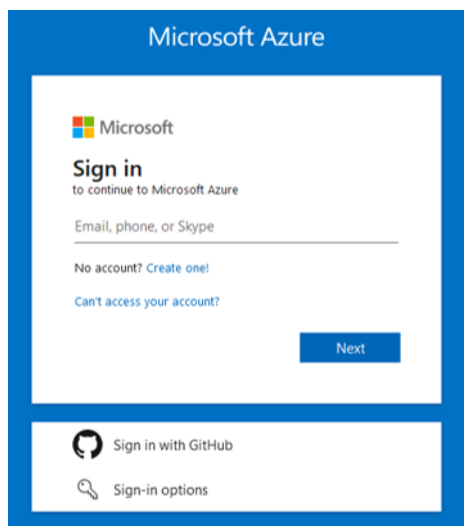 Microsoft Azure
Microsoft
Sign in
to continue to Microsoft Azure
Email, phone, or Skype
No account? Create one!
Can't access your account?
Next
Sign in with GitHub
Sign-in options